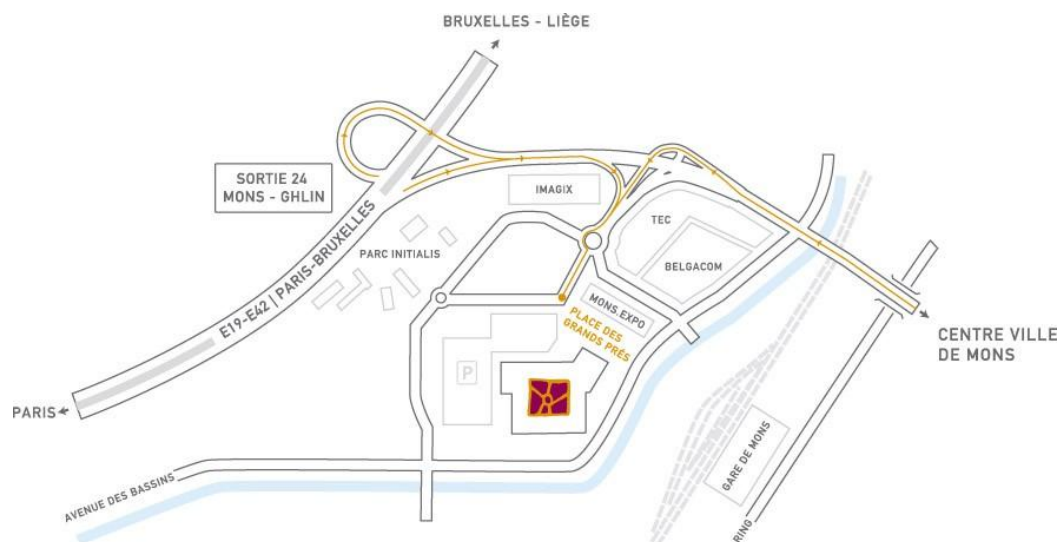 BRUXELLES - LIÈGE
SORTIE 24
MONS - GHLIN
IMAGIX
TEC
PARC INITIALIS
BELGACOM
E19-E42 | PARIS-BRUXELLES
MONS.EXPO
PLACE DES
GRANDS PRÉS
CENTRE VILLE
DE MONS
P
PARIS
GARE DE MONS
AVENUE DES BASSINS
RING